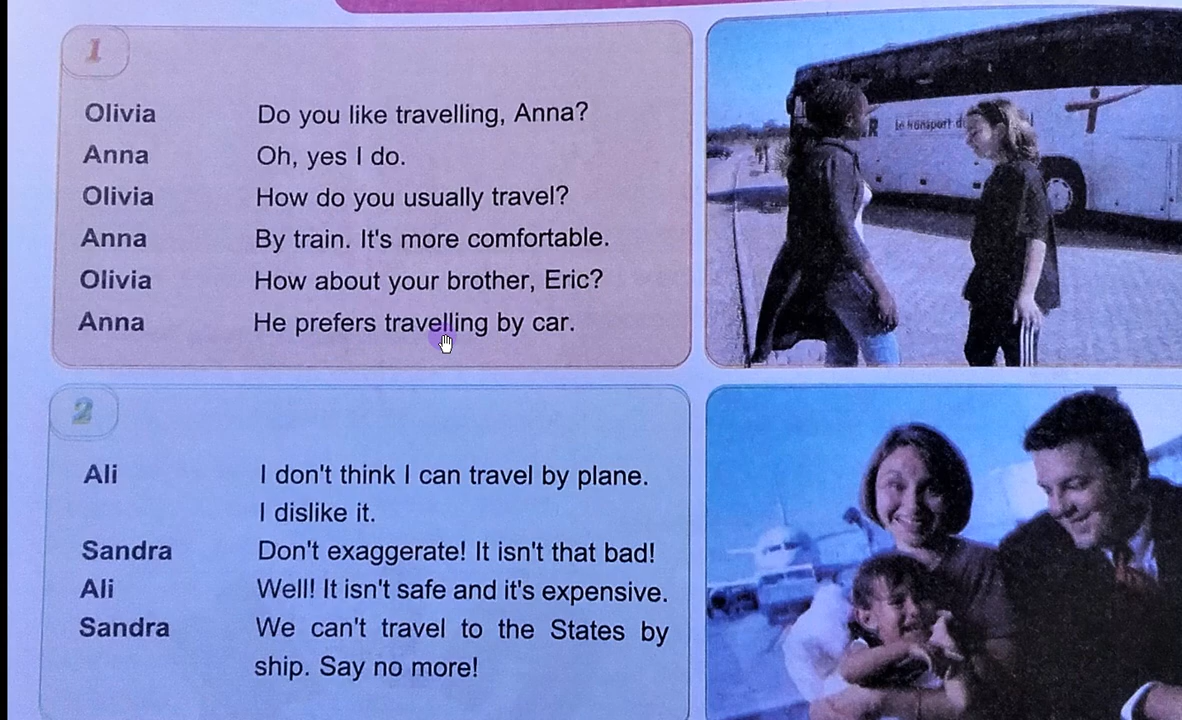 1
Olivia Do you like travelling, Anna?
Anna Oh, yes I do.
Olivia How do you usually travel?
Anna By train. It's more comfortable.
Olivia How about your brother, Eric?
Anna He prefers travelling by car.
Le transport
2
Ali I don't think I can travel by plane.
I dislike it.
Sandra Don't exaggerate! It isn't that bad!
Ali Well! It isn't safe and it's expensive.
Sandra We can't travel to the States by
ship. Say no more!